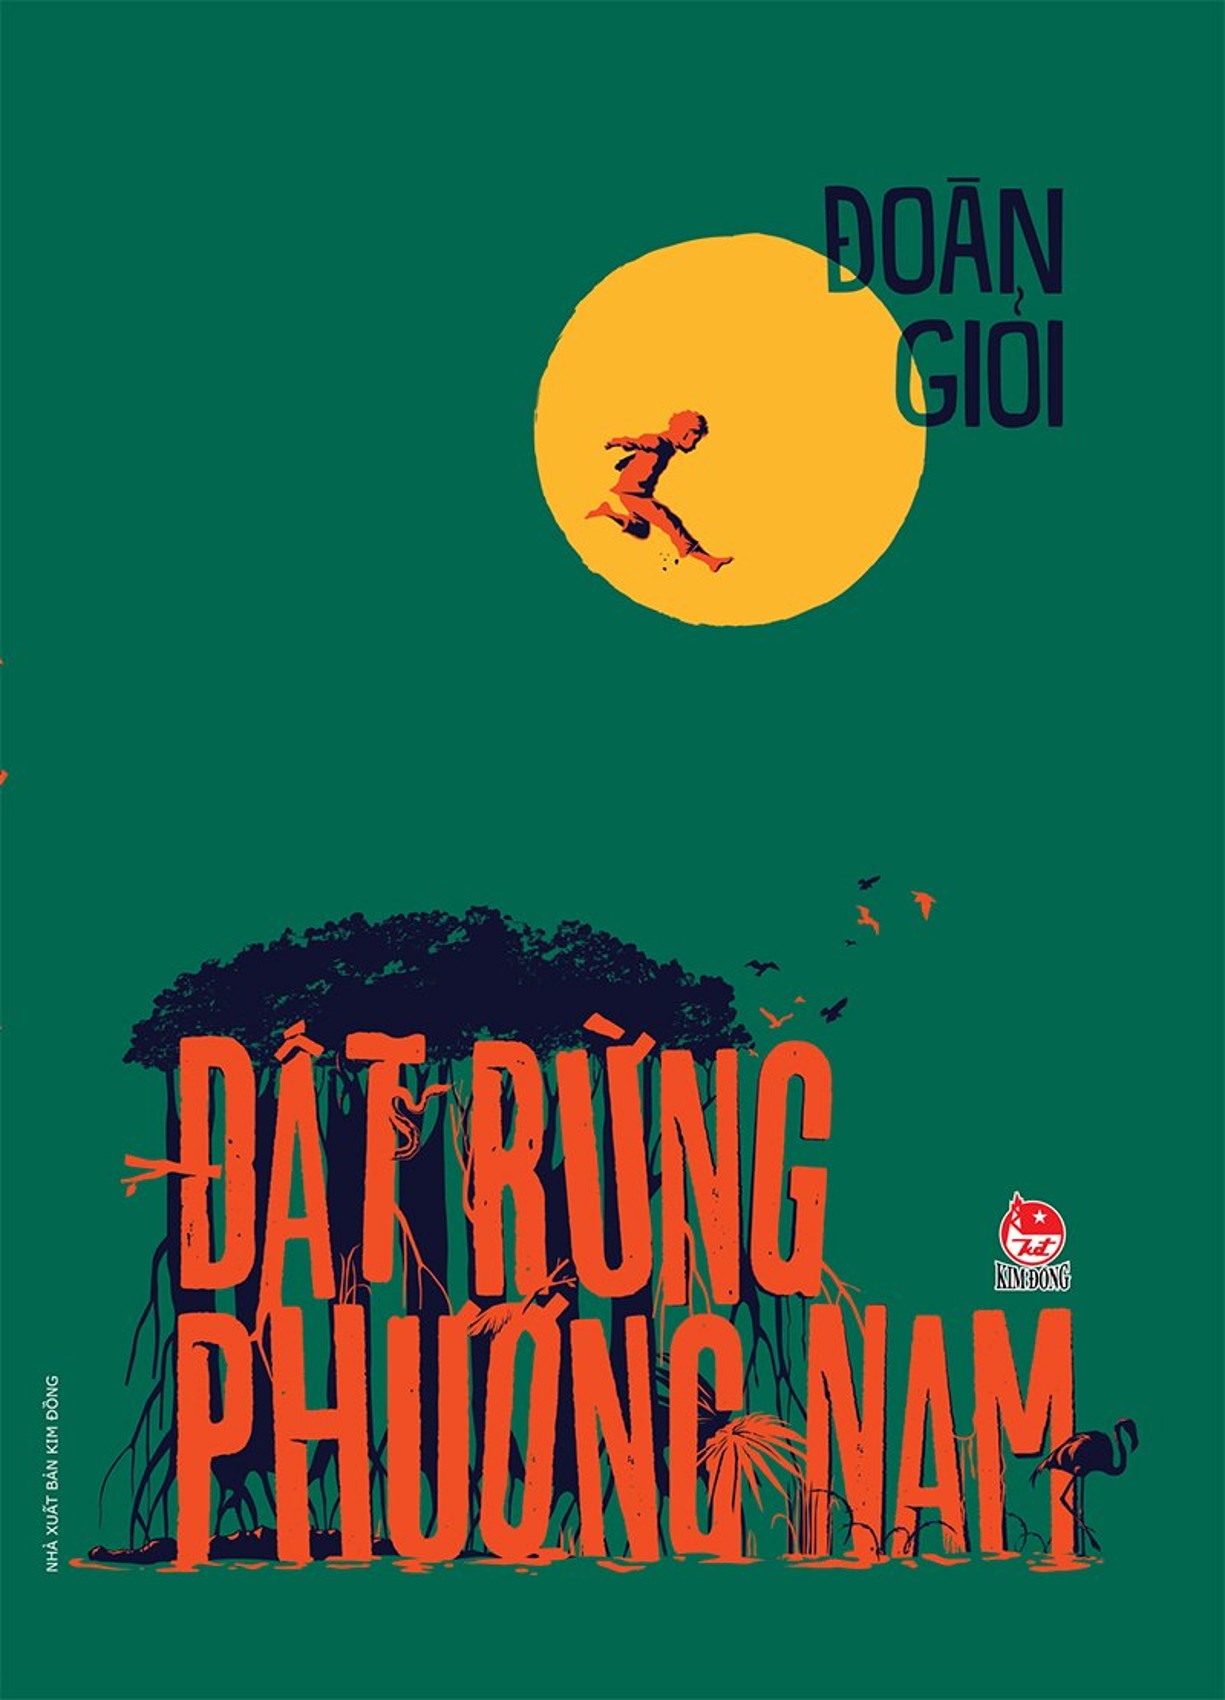 ĐOÀN
GIỎI
ĐẤT RỪNG
PHƯƠNG NAM
KIM ĐỒNG
NHÀ XUẤT BẢN KIM ĐỒNG